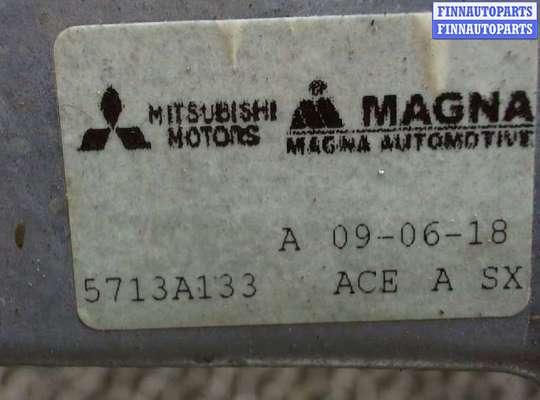 FINNAUTOPARTS
FINNAUTOPARTS
MITSUBISHI
MOTORS
MAGNA
MAGNA AUTOMOTIVE
A 09-06-18
5713A133 ACE A SX